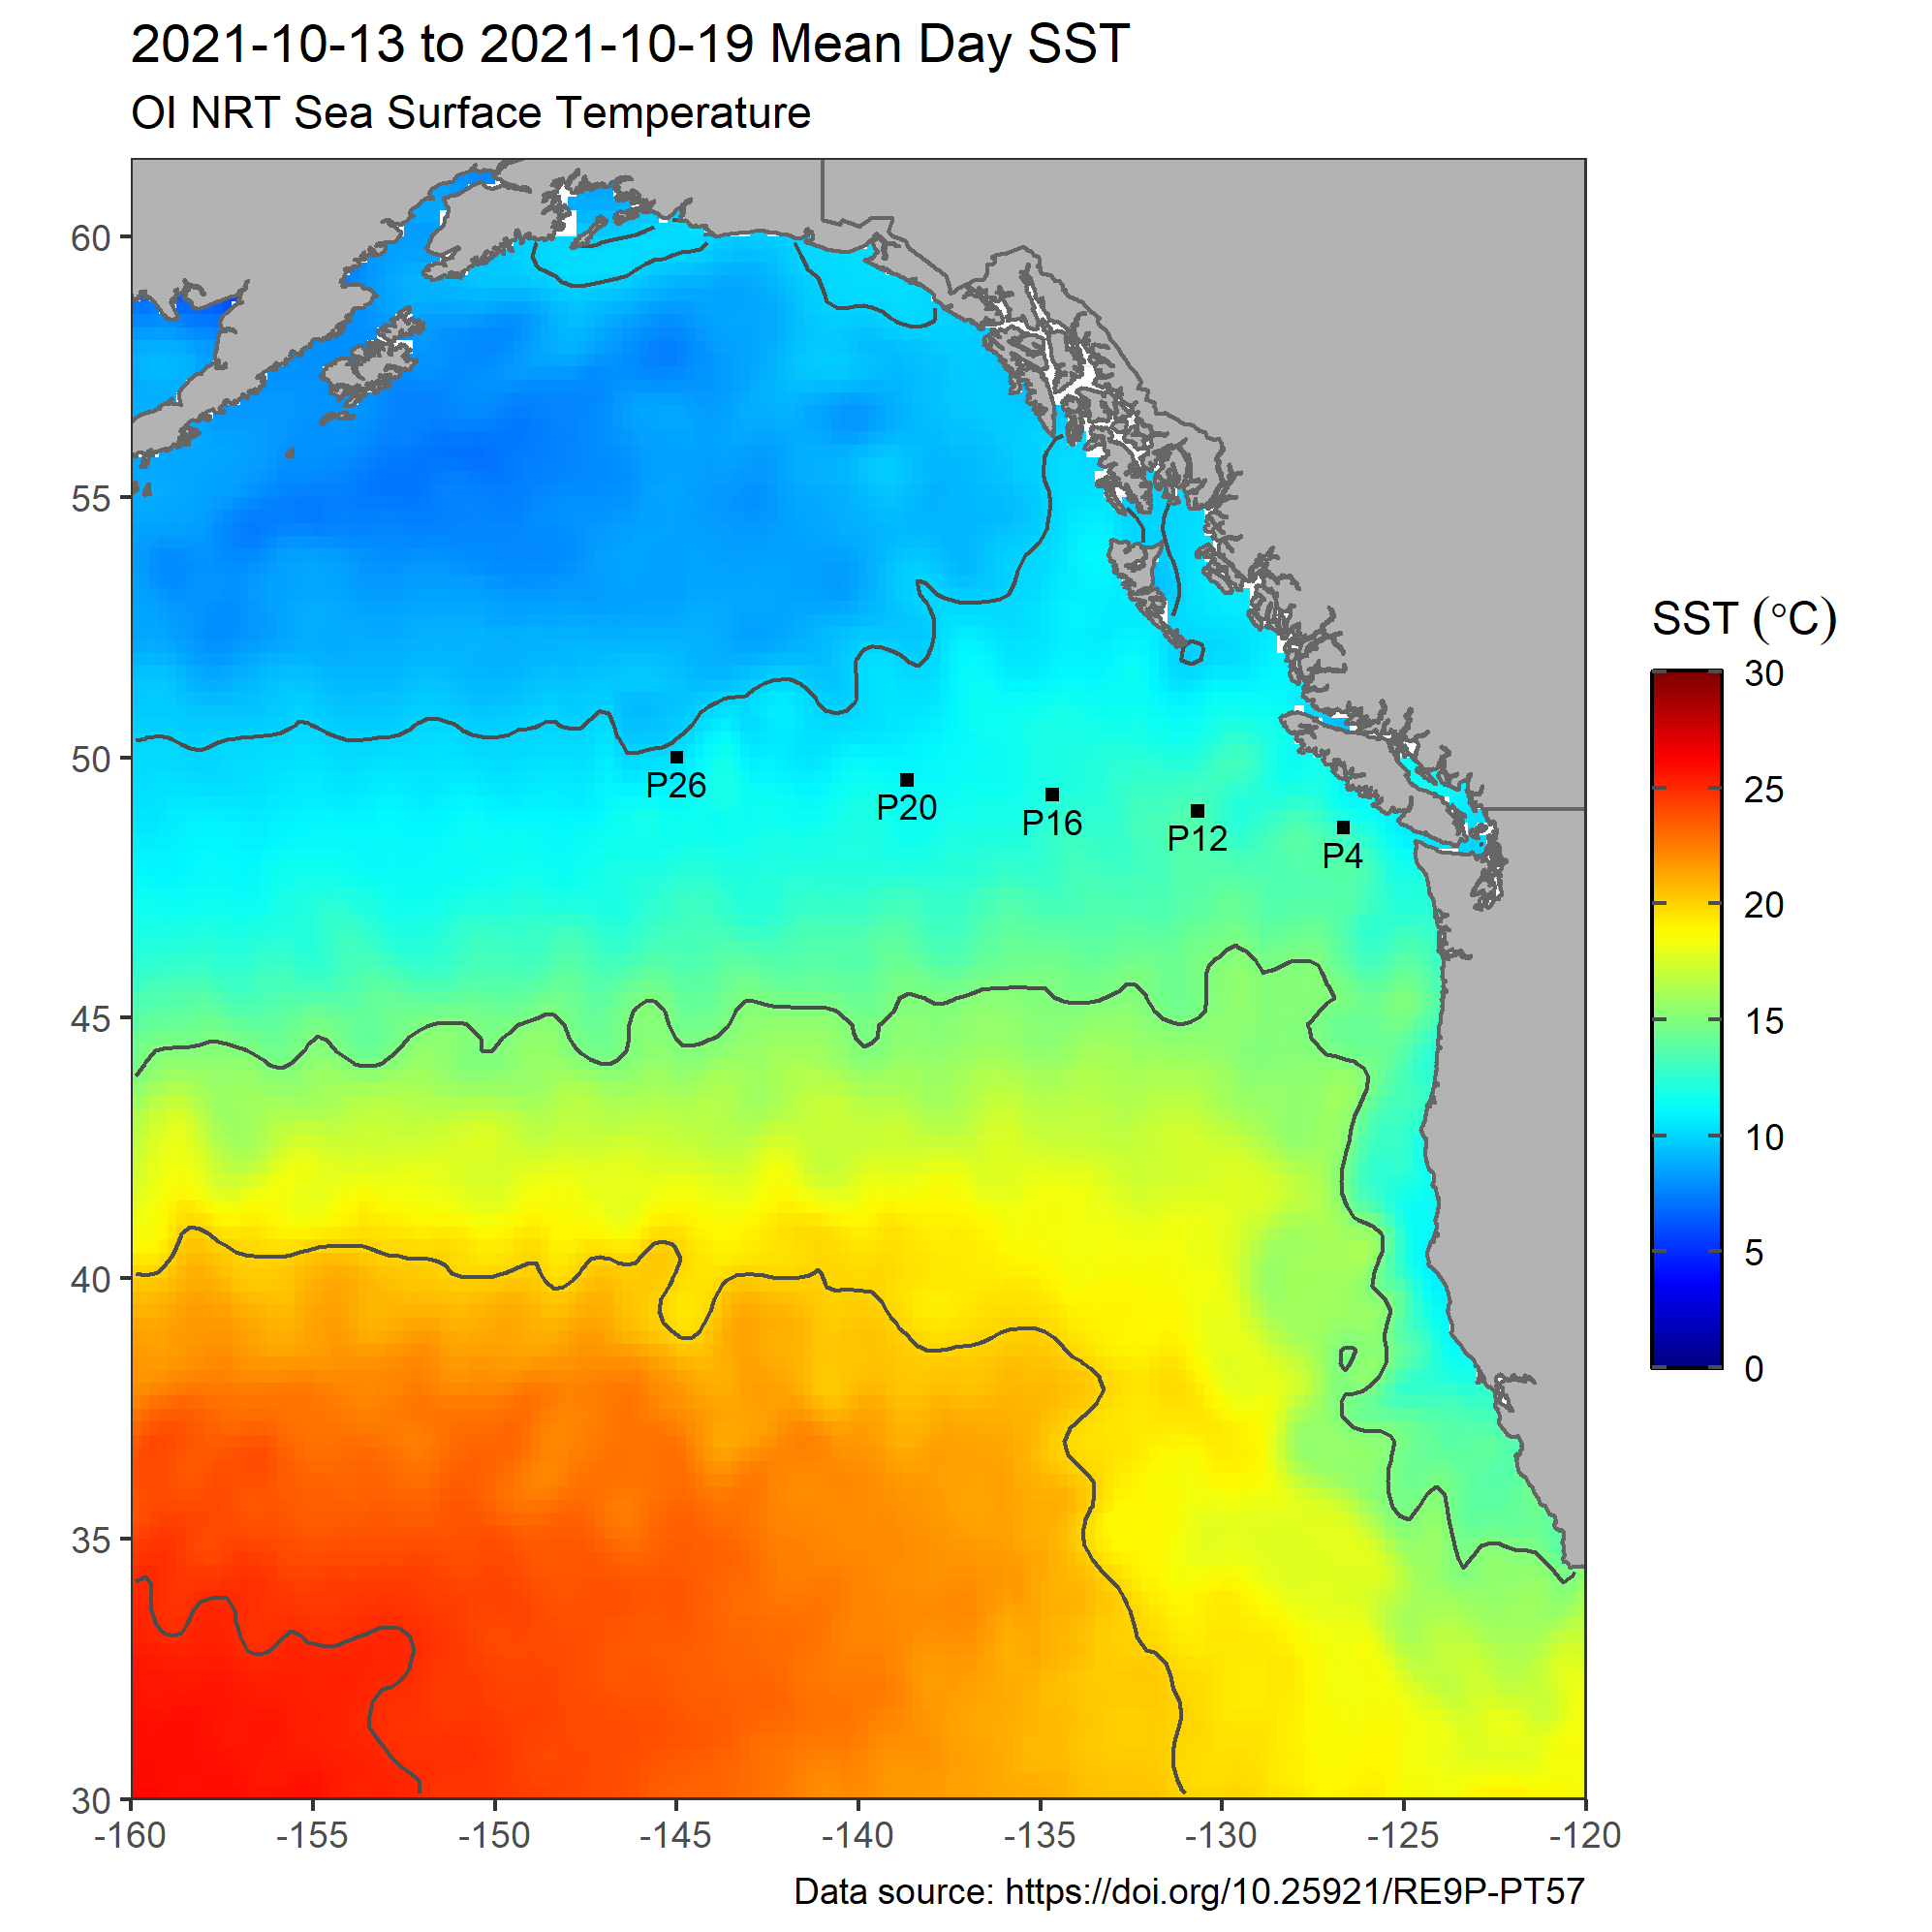 2021-10-13 to 2021-10-19 Mean Day SST
OI NRT Sea Surface Temperature
60
55
50
45
40
35
30
P26
P20
P16
P12
P4
-160
-155
-150
-145
-140
-135
-130
-125
-120
SST (°C)
30
25
20
15
10
5
0
Data source: https://doi.org/10.25921/RE9P-PT57